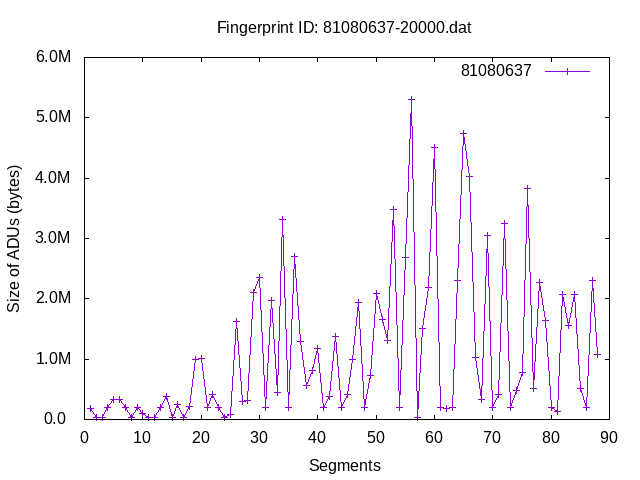 Fingerprint ID: 81080637-20000.dat
81080637
6.0M
5.0M
4.0M
3.0M
2.0M
1.0M
0.0
Size of ADUs (bytes)
0 10 20 30 40 50 60 70 80 90
Segments